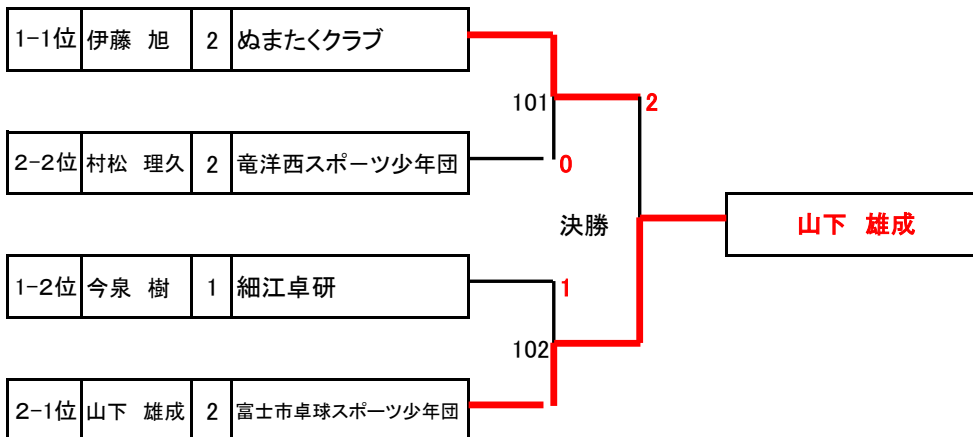 1-1位 伊藤 旭 2 ぬまたくクラブ
101 2
2-2位 村松 理久 2 竜洋西スポーツ少年団 0
決勝 山下 雄成
1-2位 今泉 樹 1 細江卓研 1
102
2-1位 山下 雄成 2 富士市卓球スポーツ少年団